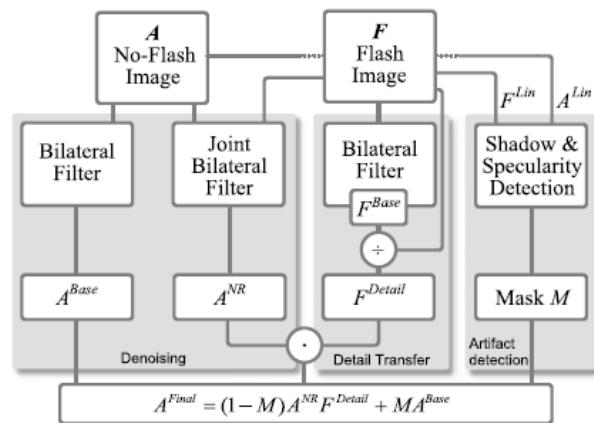 A
No-Flash
Image
F
Flash
Image
F^{Lin}
A^{Lin}
Bilateral
Filter
Joint
Bilateral
Filter
Bilateral
Filter
Shadow &
Specularity
Detection
F^{Base}
÷
A^{Base}
A^{NR}
F^{Detail}
Mask M
·
Denoising
Detail Transfer
Artifact
detection
A^{Final} = (1−M) A^{NR} F^{Detail} + M A^{Base}